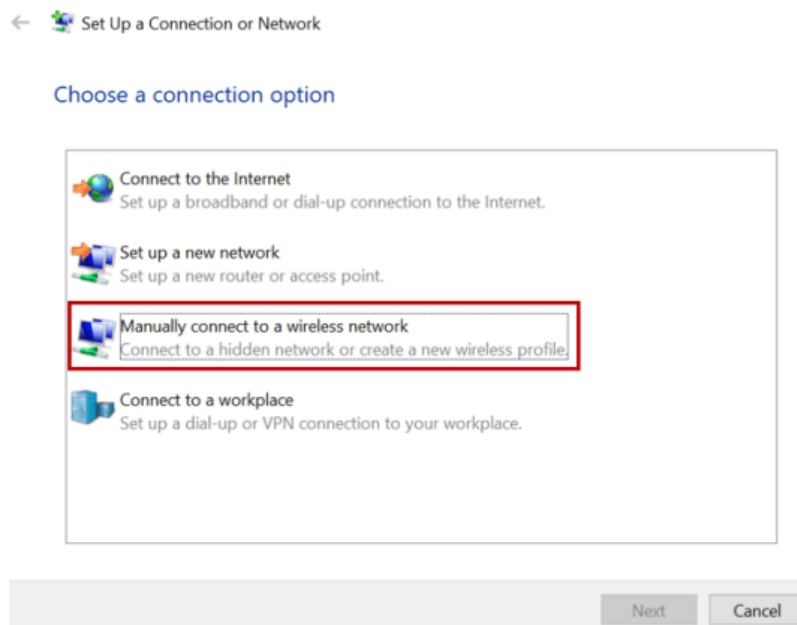 Set Up a Connection or Network
Choose a connection option
Connect to the Internet
Set up a broadband or dial-up connection to the Internet.
Set up a new network
Set up a new router or access point.
Manually connect to a wireless network
Connect to a hidden network or create a new wireless profile.
Connect to a workplace
Set up a dial-up or VPN connection to your workplace.
Next
Cancel